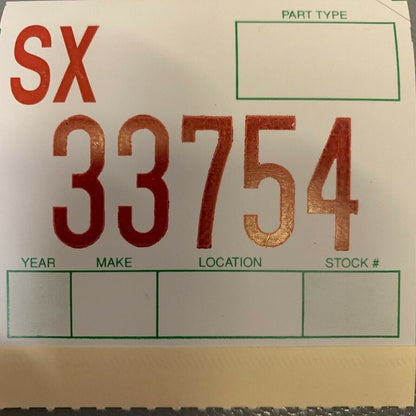 PART TYPE
SX
33754
YEAR MAKE LOCATION STOCK #